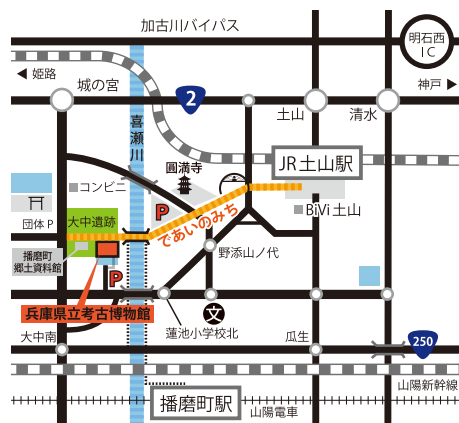 加古川バイパス
明石西
IC
姫路
神戸
城の宮
2
土山
清水
喜瀬川
圓満寺
JR土山駅
コンビニ
P
BiVi土山
団体P
大中遺跡
であいのみち
野添山ノ代
播磨町
郷土資料館
P
兵庫県立考古博物館
文
大中南
蓮池小学校北
瓜生
250
山陽新幹線
播磨町駅
山陽電車